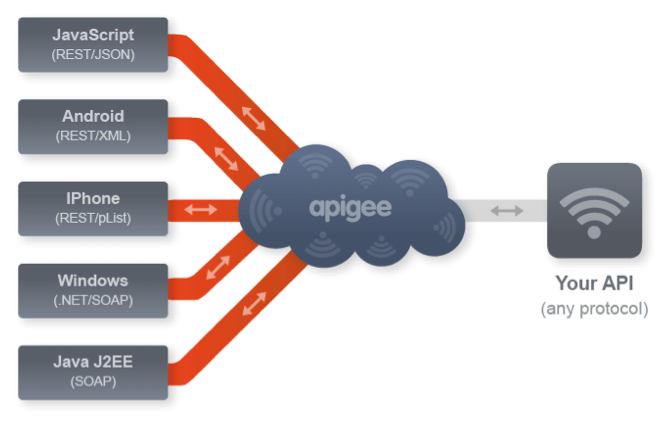 JavaScript
(REST/JSON)
Android
(REST/XML)
IPhone
(REST/pList)
Windows
(.NET/SOAP)
Java J2EE
(SOAP)
apigee
Your API
(any protocol)